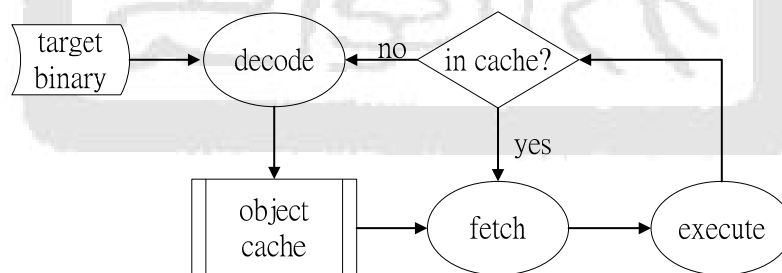 target
binary
decode
no
in cache?
yes
object
cache
fetch
execute